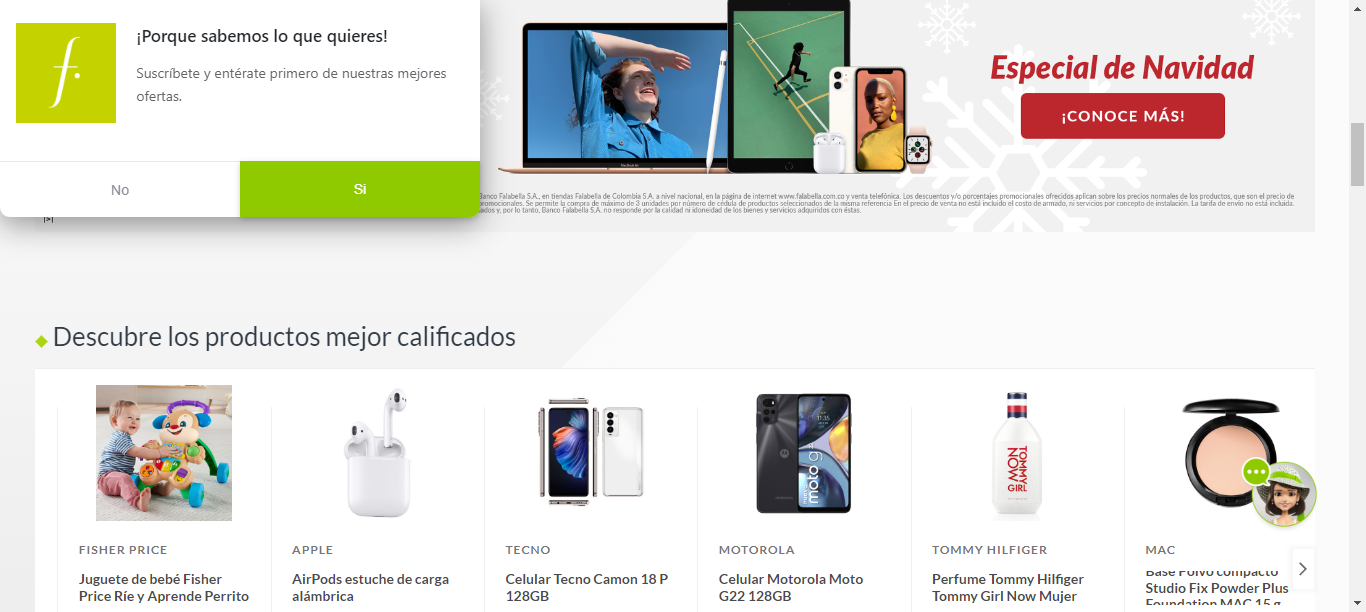 ¡Porque sabemos lo que quieres!
Suscríbete y entérate primero de nuestras mejores
ofertas.
No
Si
Especial de Navidad
¡CONOCE MÁS!
Banco Falabella S.A., en tiendas Falabella de Colombia S.A. a nivel nacional, en la página de internet www.falabella.com.co y venta telefónica. Los descuentos y/o porcentajes promocionales ofrecidos aplican sobre los precios normales de los productos, que son el precio de
promocionales. Se permite la compra de máximo de 3 unidades por número de cédula de productos seleccionados de la misma referencia En el precio de venta no está incluido el costo de armado, ni servicios por concepto de instalación. La tarifa de envío no está incluida.
y, por lo tanto, Banco Falabella S.A. no responde por la calidad ni idoneidad de los bienes y servicios adquiridos con éstas.
Descubre los productos mejor calificados
moto g
TOMMY
NOW
GIRL
FISHER PRICE
Juguete de bebé Fisher
Price Ríe y Aprende Perrito
APPLE
AirPods estuche de carga
alámbrica
TECNO
Celular Tecno Camon 18 P
128GB
MOTOROLA
Celular Motorola Moto
G22 128GB
TOMMY HILFIGER
Perfume Tommy Hilfiger
Tommy Girl Now Mujer
MAC
Base Polvo compacto
Studio Fix Powder Plus
Foundation MAC 15 g